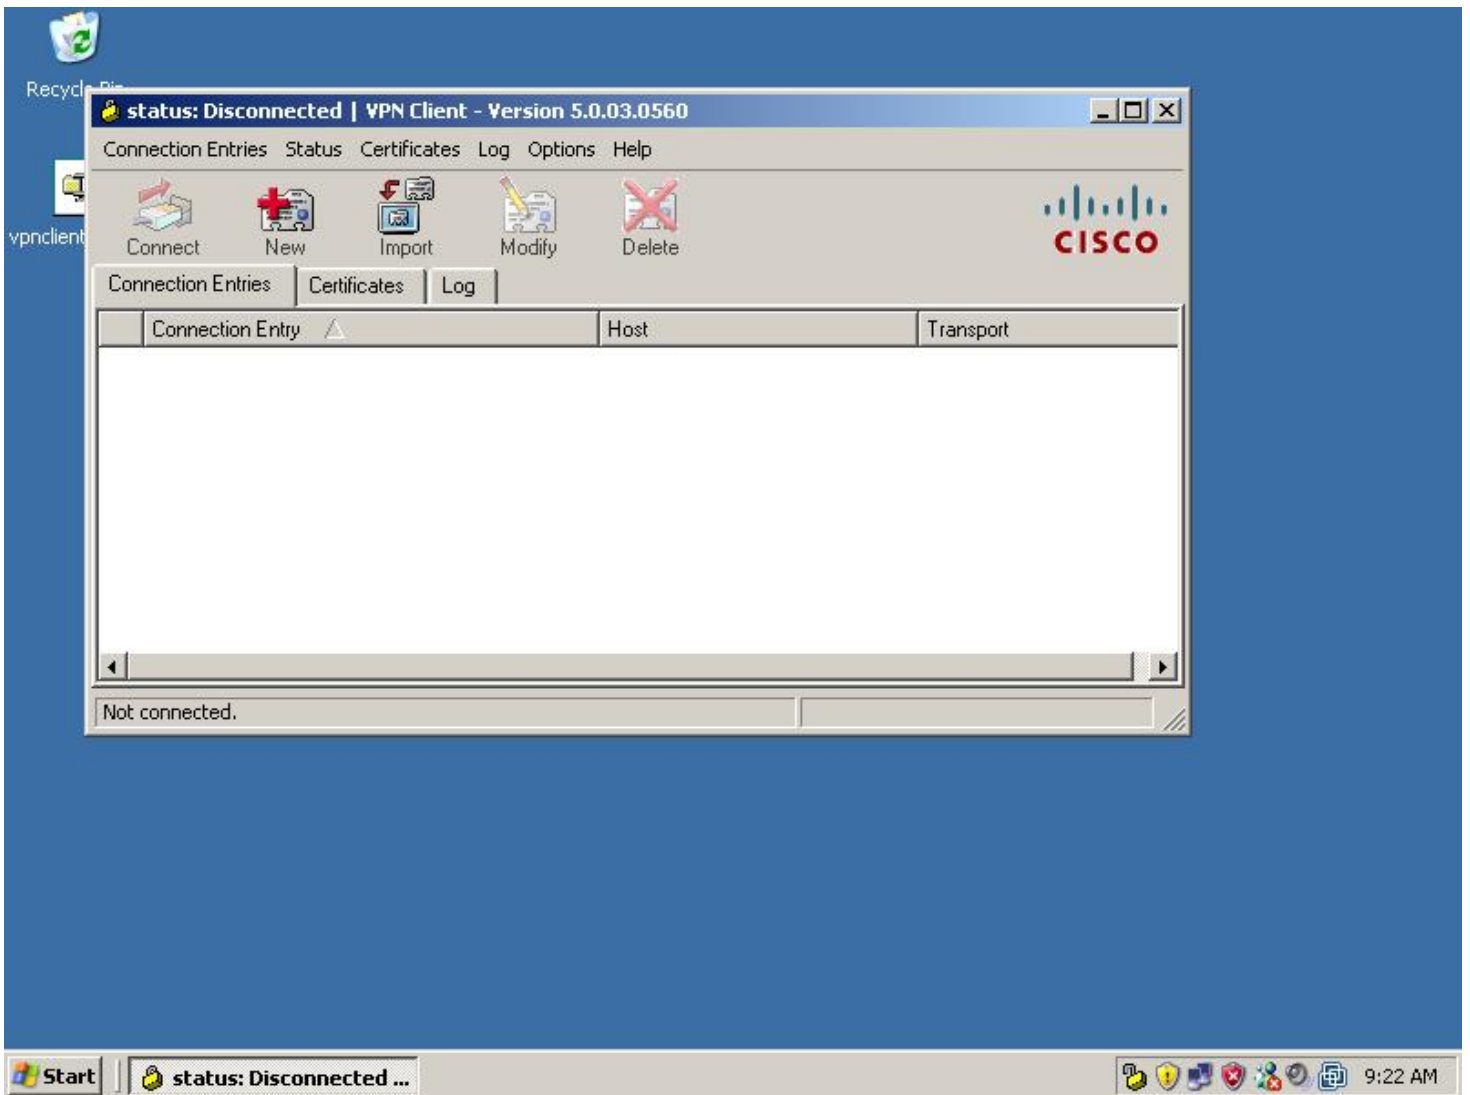 Recycle Bin
status: Disconnected | VPN Client - Version 5.0.03.0560
Connection Entries Status Certificates Log Options Help
vpnclient
Connect New Import Modify Delete
CISCO
Connection Entries Certificates Log
Connection Entry Host Transport
Not connected.
Start status: Disconnected ... 9:22 AM